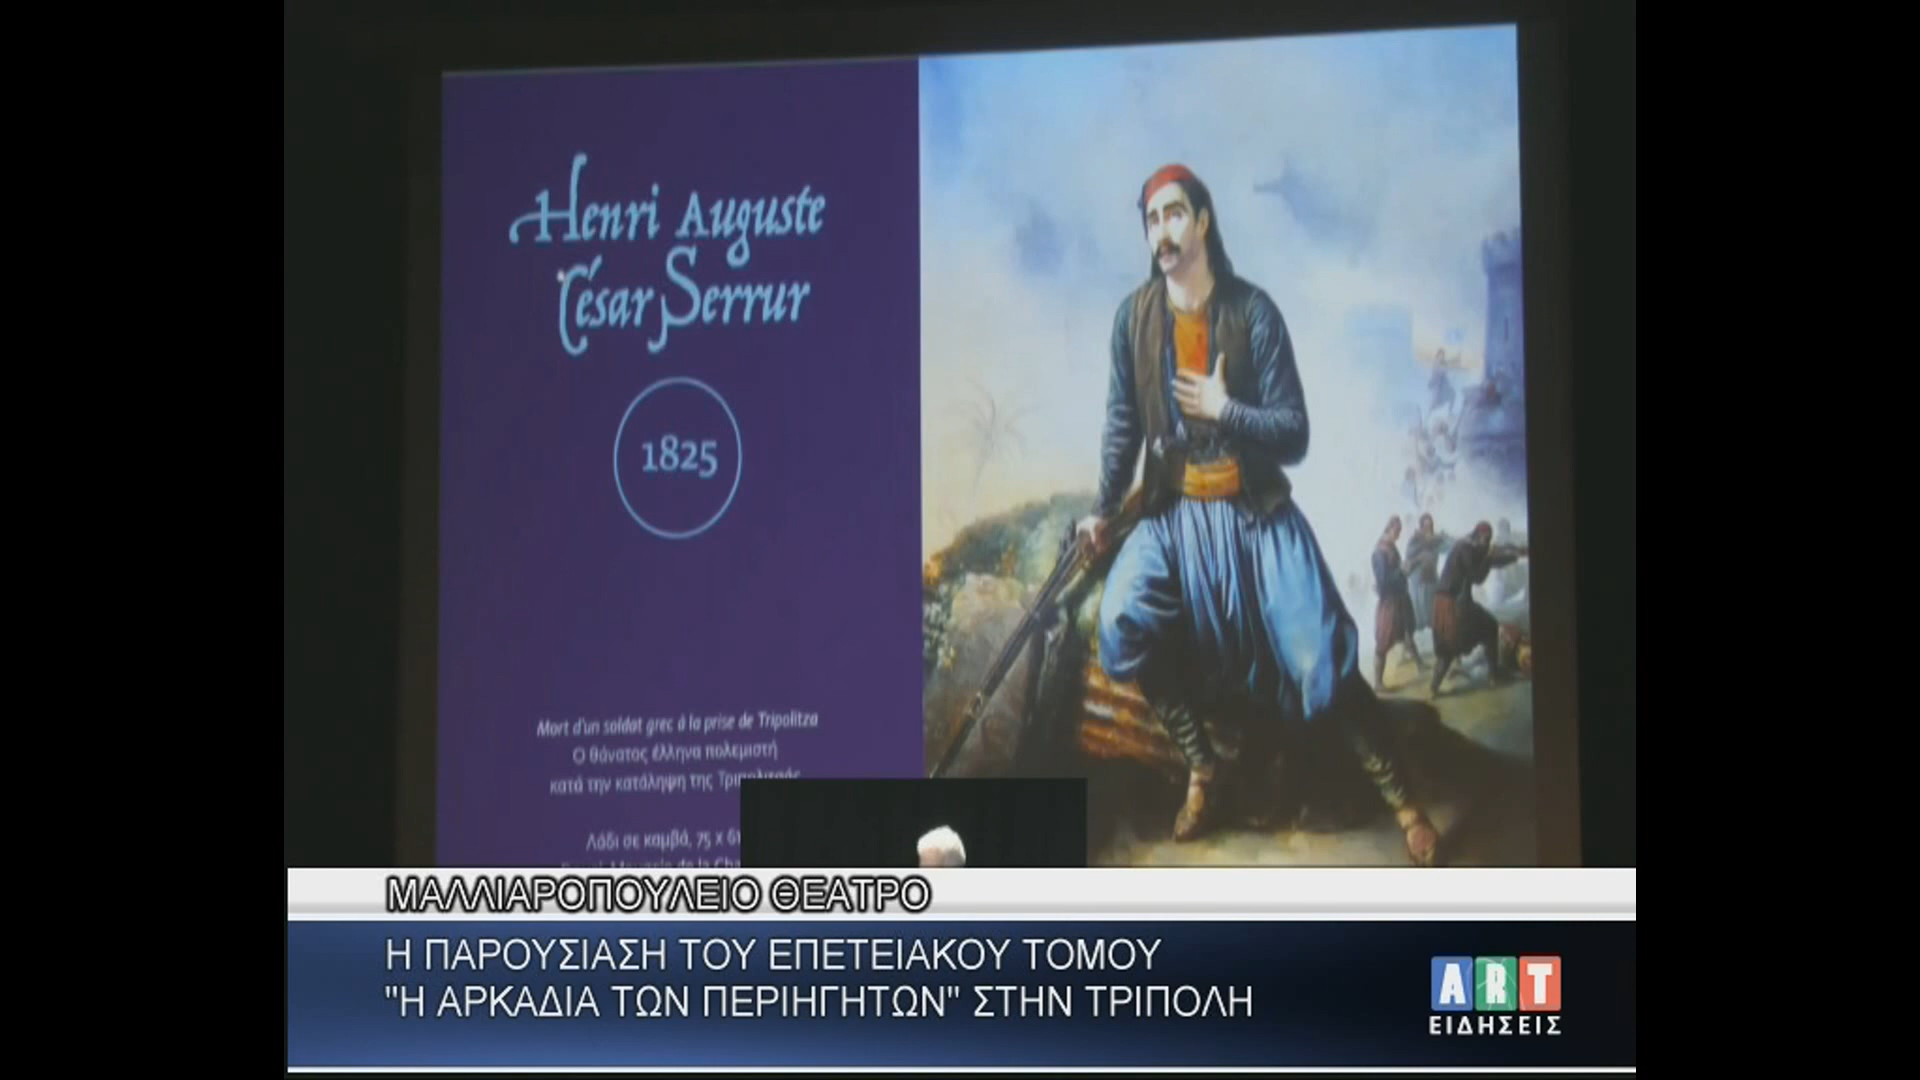 Henri Auguste
César Serrur
1825
Mort d'un soldat grec à la prise de Tripolitza
Ο θάνατος έλληνα πολεμιστή
κατά την κατάληψη της
Λάδι σε καμβά, 75 x
ΜΑΛΛΙΑΡΟΠΟΥΛΕΙΟ ΘΕΑΤΡΟ
Η ΠΑΡΟΥΣΙΑΣΗ ΤΟΥ ΕΠΕΤΕΙΑΚΟΥ ΤΟΜΟΥ
"Η ΑΡΚΑΔΙΑ ΤΩΝ ΠΕΡΙΗΓΗΤΩΝ" ΣΤΗΝ ΤΡΙΠΟΛΗ
ART
ΕΙΔΗΣΕΙΣ